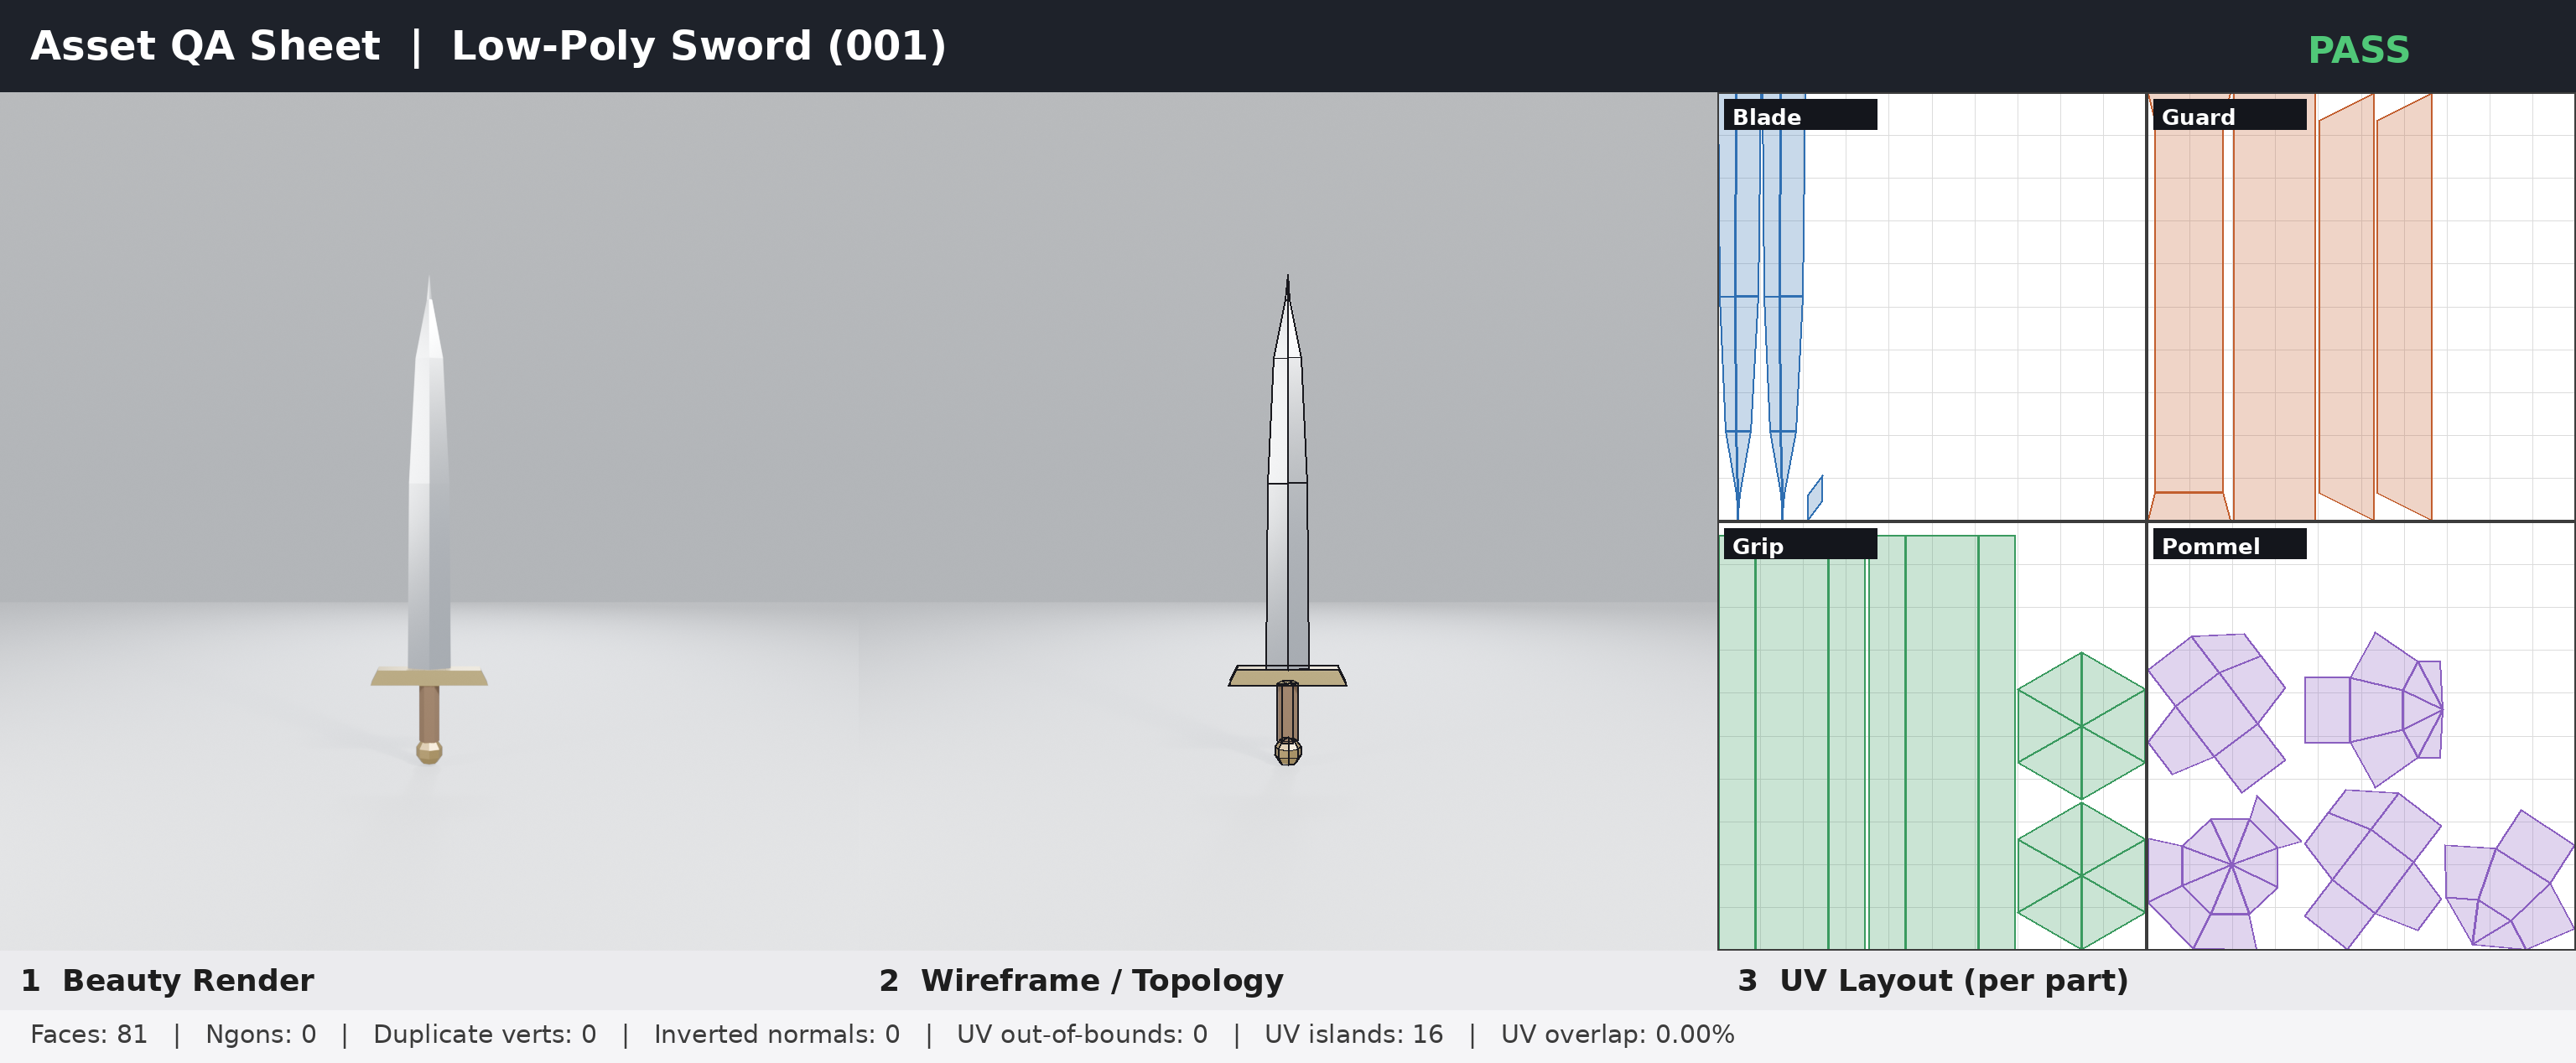 Asset QA Sheet | Low-Poly Sword (001)
PASS
Blade
Guard
Grip
Pommel
1 Beauty Render
2 Wireframe / Topology
3 UV Layout (per part)
Faces: 81 | Ngons: 0 | Duplicate verts: 0 | Inverted normals: 0 | UV out-of-bounds: 0 | UV islands: 16 | UV overlap: 0.00%